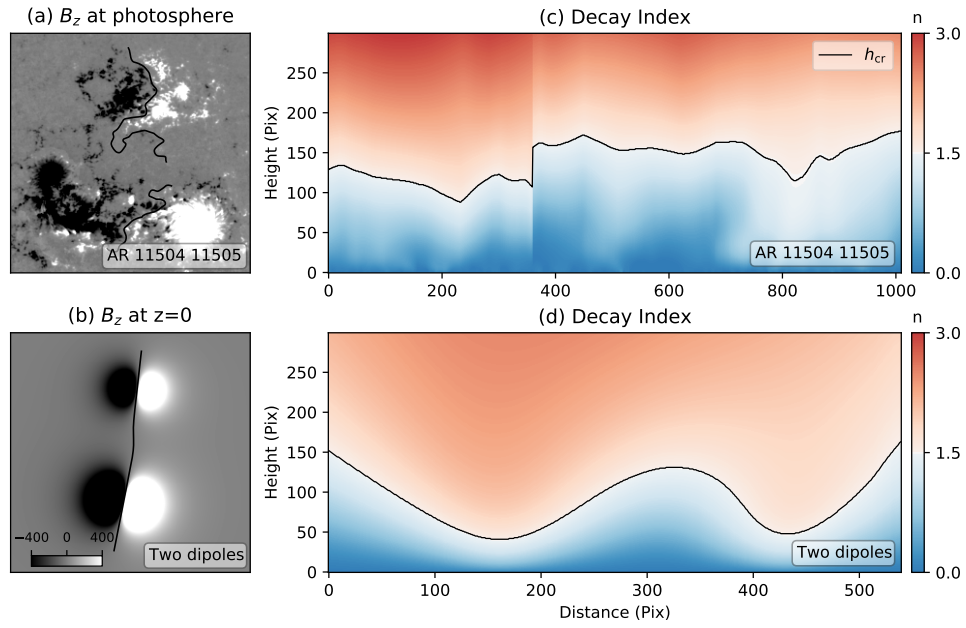 (a) B_z at photosphere
AR 11504 11505
(c) Decay Index
n
h_cr
Height (Pix)
250
200
150
100
50
0
0
200
400
600
800
1000
AR 11504 11505
3.0
1.5
0.0
(b) B_z at z=0
−400 0 400
Two dipoles
(d) Decay Index
n
Height (Pix)
250
200
150
100
50
0
0
100
200
300
400
500
Distance (Pix)
Two dipoles
3.0
1.5
0.0